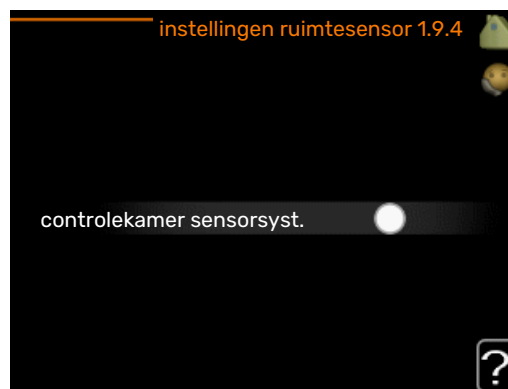 instellingen ruimtesensor 1.9.4
controlekamer sensorsyst.
?